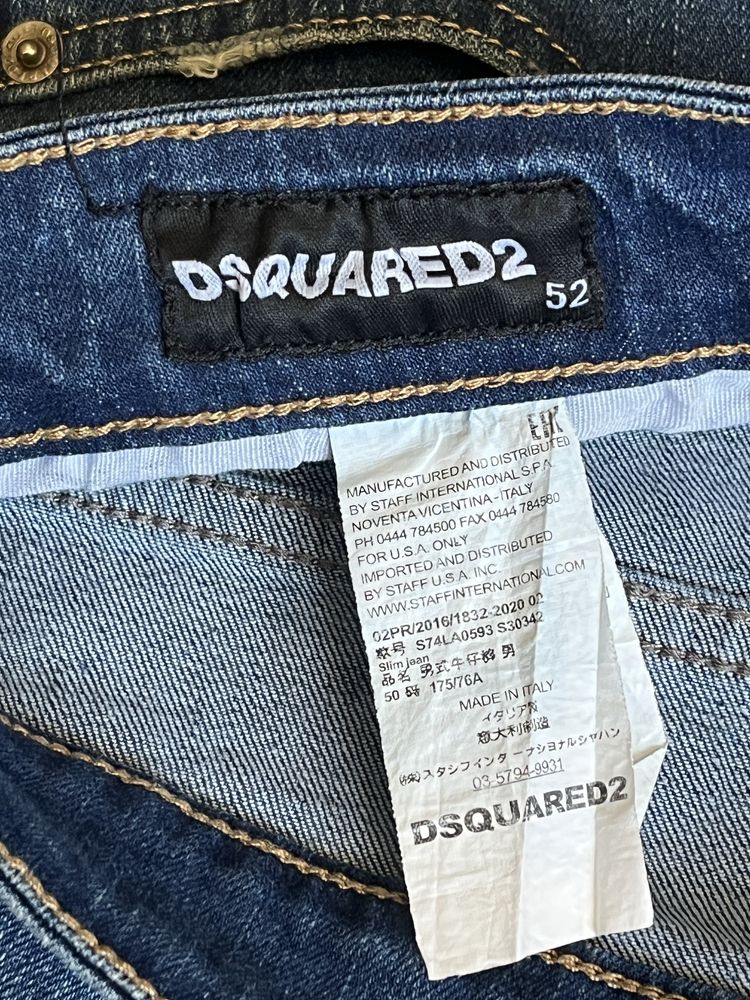 DSQUARED2
52
EAC
MANUFACTURED AND DISTRIBUTED
BY STAFF INTERNATIONAL S.P.A.
NOVENTA VICENTINA - ITALY
PH 0444 784500 FAX 0444 784580
FOR U.S.A. ONLY
IMPORTED AND DISTRIBUTED
BY STAFF U.S.A. INC.
WWW.STAFFINTERNATIONAL.COM
02PR/2016/1832-2020 02
款号 S74LA0593 S30342
Slim jean
品名 男式牛仔裤 男
50 码 175/76A
MADE IN ITALY
イタリア製
意大利制造
(株)スタッフインターナショナルジャパン
03-5794-9931
DSQUARED2